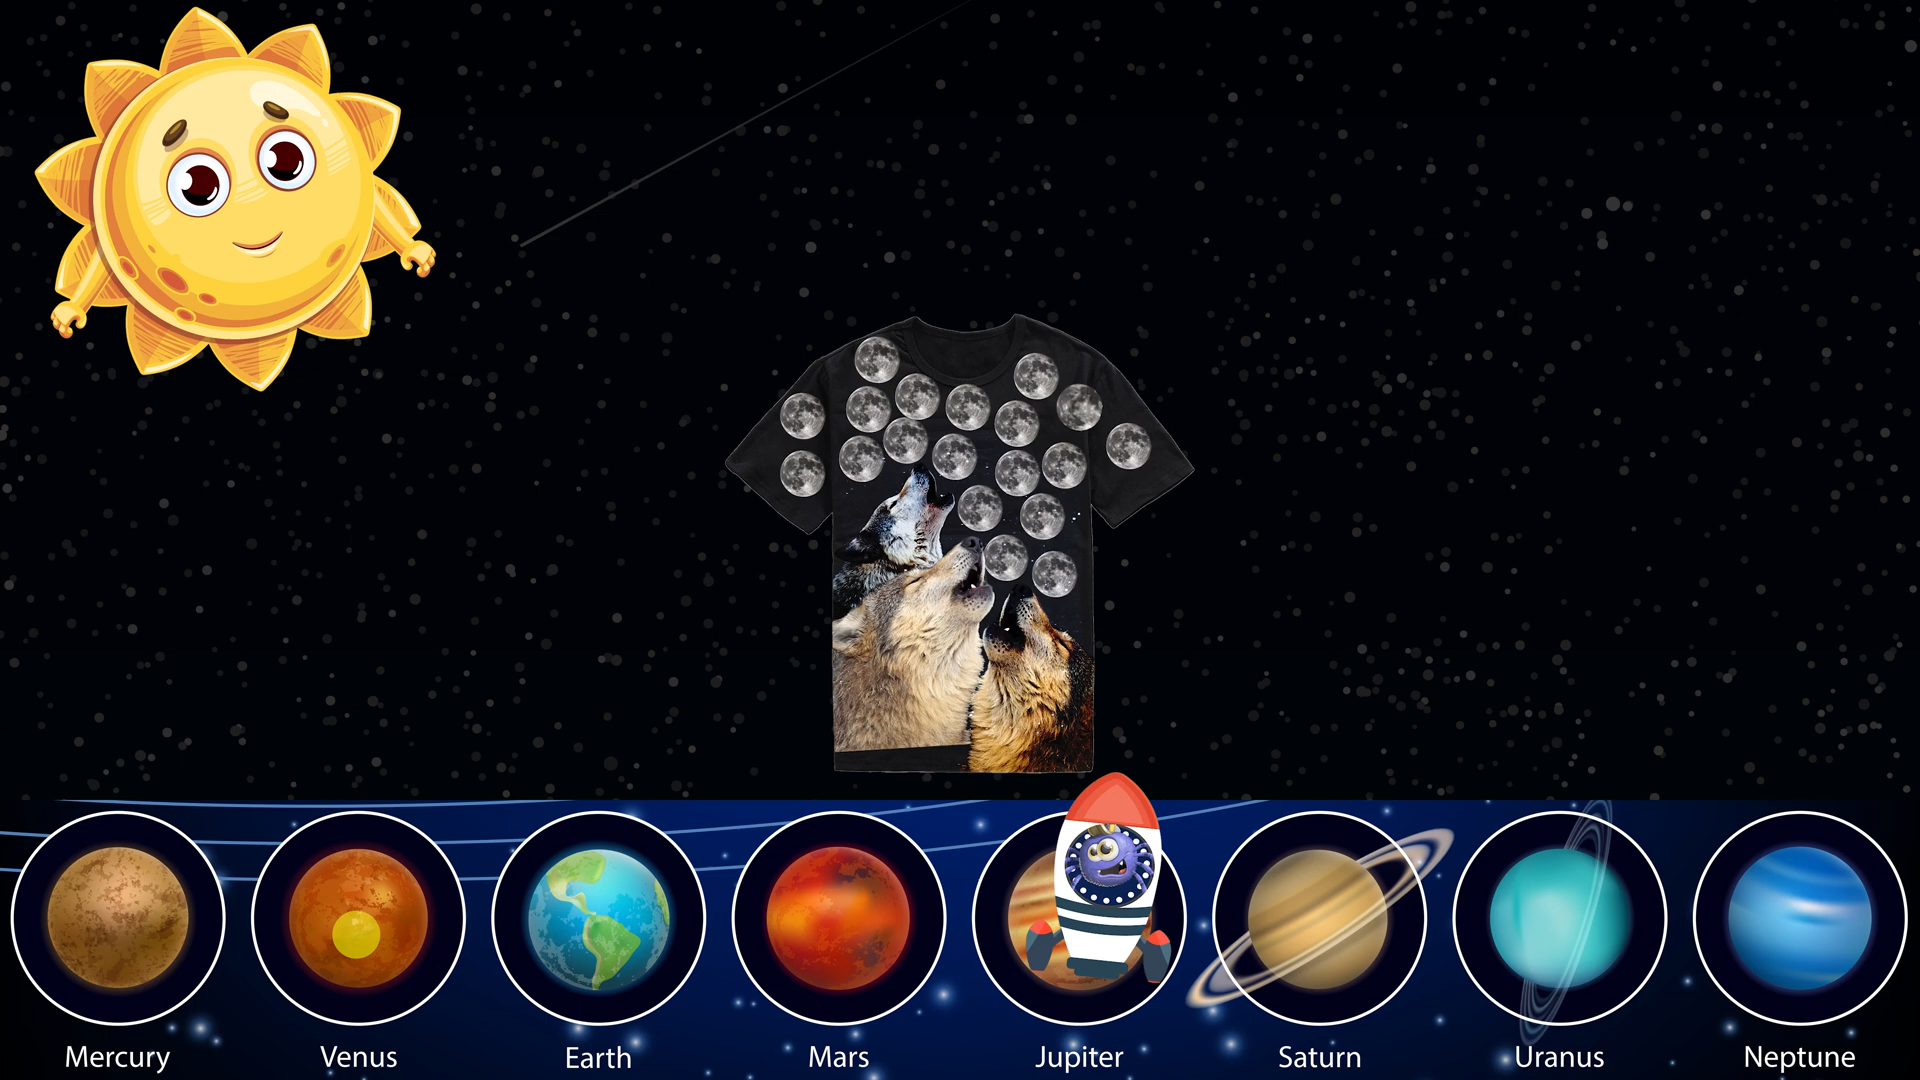 Mercury
Venus
Earth
Mars
Jupiter
Saturn
Uranus
Neptune